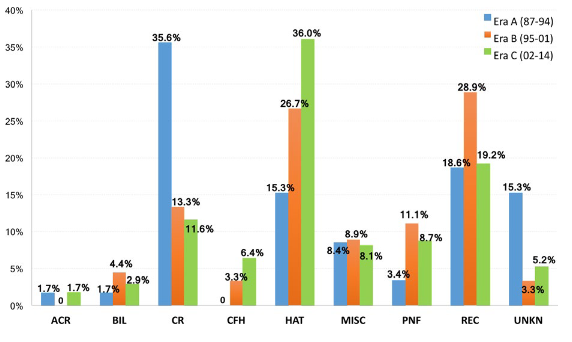 40%
35%
30%
25%
20%
15%
10%
5%
0%
Era A (87-94)
Era B (95-01)
Era C (02-14)
1.7% 0 1.7%
1.7% 4.4% 2.9%
35.6% 13.3% 11.6%
0 3.3% 6.4%
15.3% 26.7% 36.0%
8.4% 8.9% 8.1%
3.4% 11.1% 8.7%
18.6% 28.9% 19.2%
15.3% 3.3% 5.2%
ACR BIL CR CFH HAT MISC PNF REC UNKN